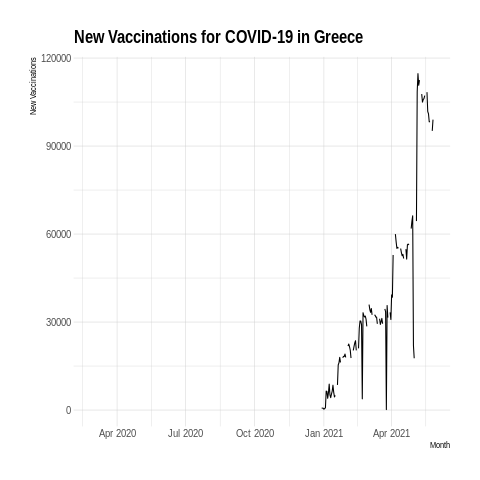 New Vaccinations for COVID-19 in Greece
New Vaccinations
120000
90000
60000
30000
0
Apr 2020 Jul 2020 Oct 2020 Jan 2021 Apr 2021
Month